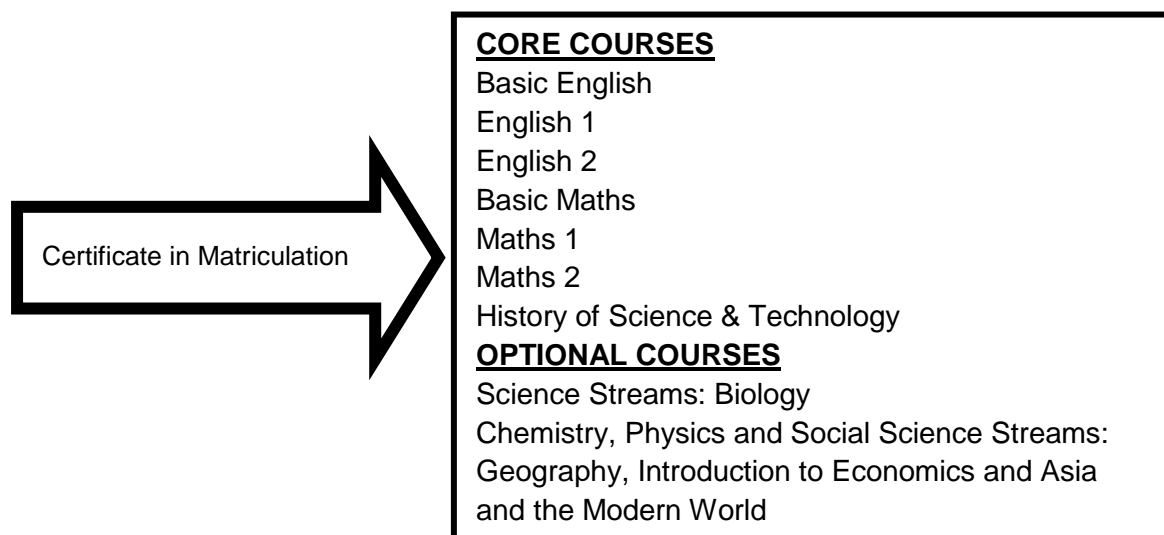 Certificate in Matriculation
CORE COURSES
Basic English
English 1
English 2
Basic Maths
Maths 1
Maths 2
History of Science & Technology
OPTIONAL COURSES
Science Streams: Biology
Chemistry, Physics and Social Science Streams:
Geography, Introduction to Economics and Asia
and the Modern World